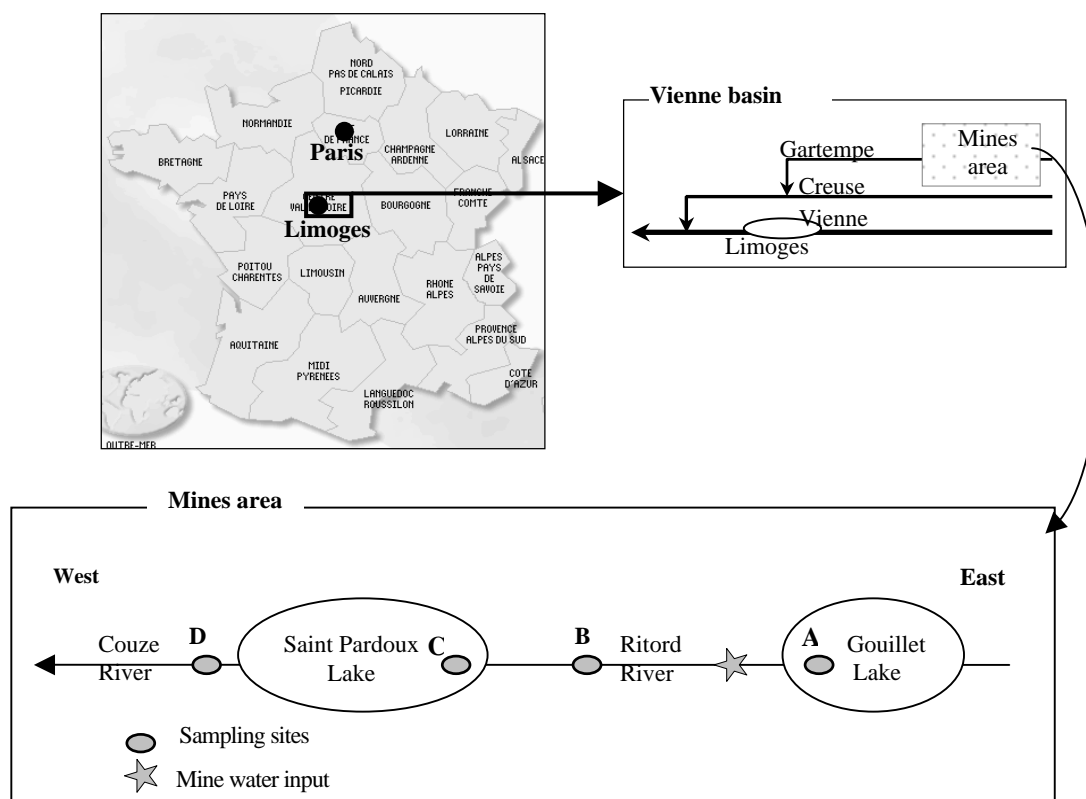 NORD
PAS DE CALAIS
PICARDIE
NORMANDIE
DE FRANCE
Paris
CHAMPAGNE
ARDENNE
LORRAINE
ALSACE
BRETAGNE
PAYS
DE LOIRE
BOURGOGNE
FRANCHE
COMTE
Limoges
POITOU
CHARENTES
LIMOUSIN
AUVERGNE
RHONE
ALPES
ALPES
PAYS
DE
SAVOIE
AQUITAINE
MIDI
PYRENEES
LANGUEDOC
ROUSSILON
PROVENCE
ALPES DU SUD
COTE
D'AZUR
OUTRE-MER
Vienne basin
Gartempe
Mines
area
Creuse
Vienne
Limoges
Mines area
West
East
Couze
River
D
Saint Pardoux
Lake
C
B
Ritord
River
A
Gouillet
Lake
Sampling sites
Mine water input